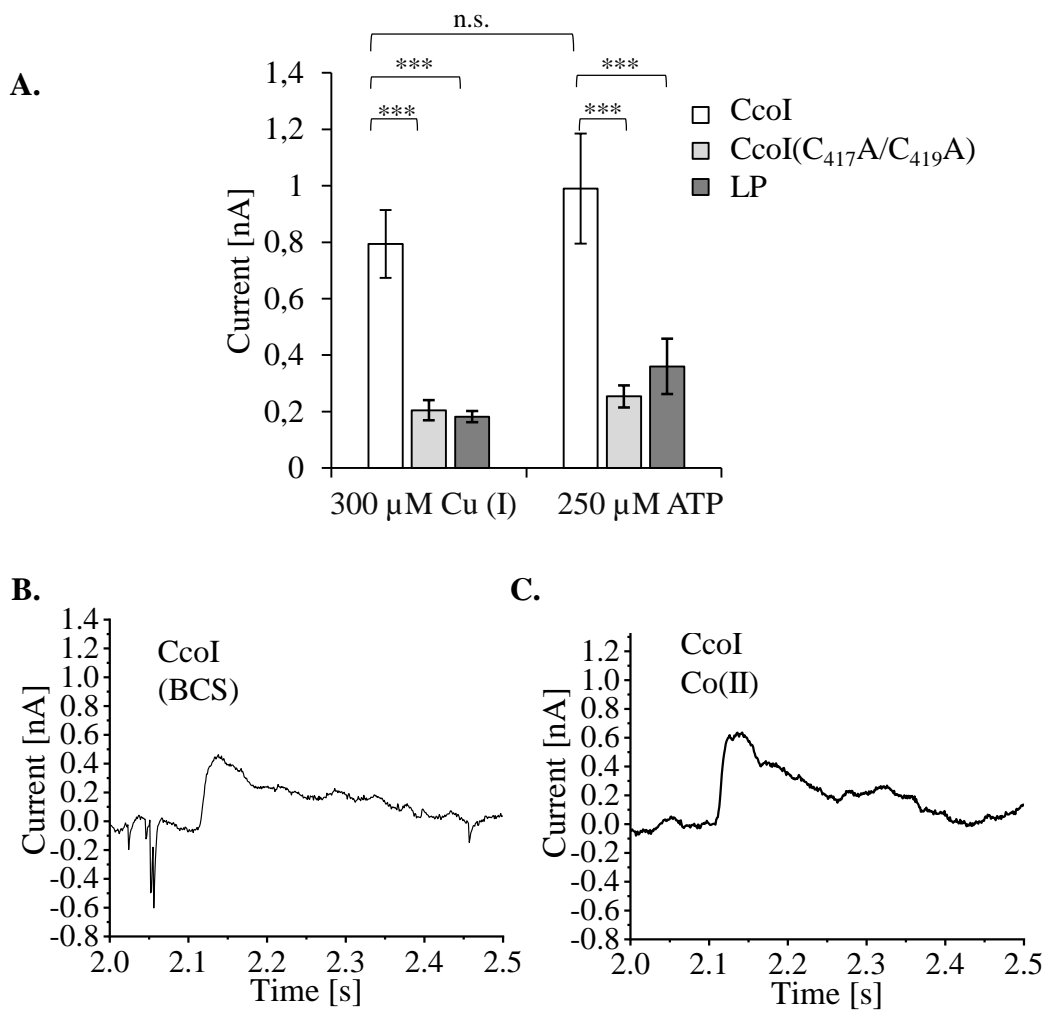 n.s.
A.
***
***
***
***
1,4
1,2
1
0,8
0,6
0,4
0,2
0
Current [nA]
CcoI
CcoI(C₄₁₇A/C₄₁₉A)
LP
300 µM Cu (I)
250 µM ATP
B.
1.4
1.2
1.0
0.8
0.6
0.4
0.2
0.0
-0.2
-0.4
-0.6
-0.8
Current [nA]
CcoI
(BCS)
2.0 2.1 2.2 2.3 2.4 2.5
Time [s]
C.
1.2
1.0
0.8
0.6
0.4
0.2
0.0
-0.2
-0.4
-0.6
-0.8
Current [nA]
CcoI
Co(II)
2.0 2.1 2.2 2.3 2.4 2.5
Time [s]